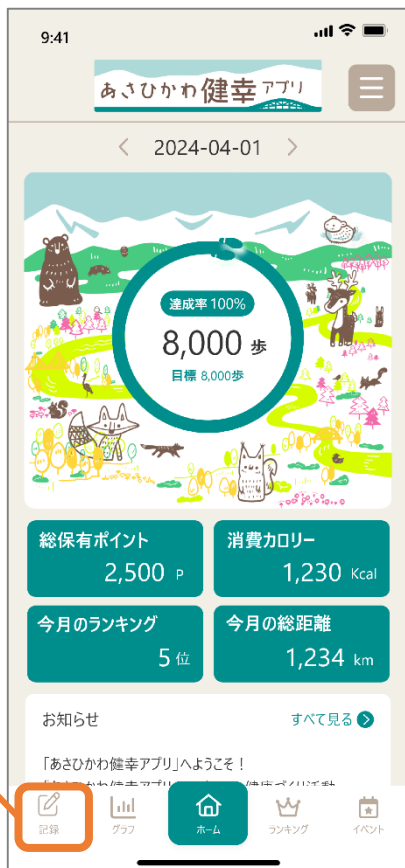 9:41
あさひかわ健幸アプリ
2024-04-01
達成率 100%
8,000 歩
目標 8,000歩
総保有ポイント
2,500 P
消費カロリー
1,230 Kcal
今月のランキング
5 位
今月の総距離
1,234 km
お知らせ
すべて見る
「あさひかわ健幸アプリ」へようこそ！
記録
グラフ
ホーム
ランキング
イベント